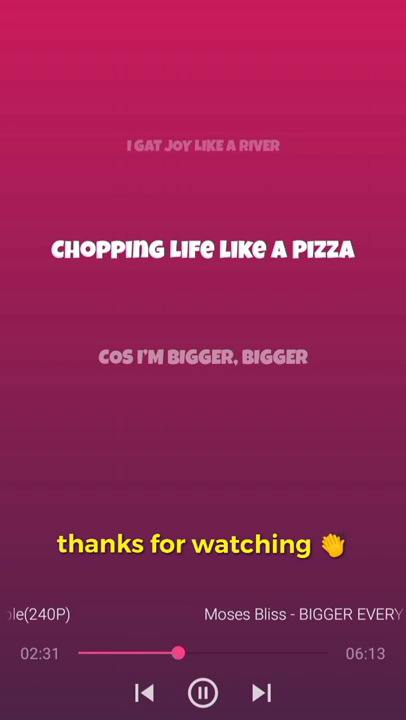 I GAT JOY LIKE A RIVER
CHOPPING LIFE LIKE A PIZZA
COS I'M BIGGER, BIGGER
thanks for watching 👋
ole(240P) Moses Bliss - BIGGER EVERY
02:31 06:13